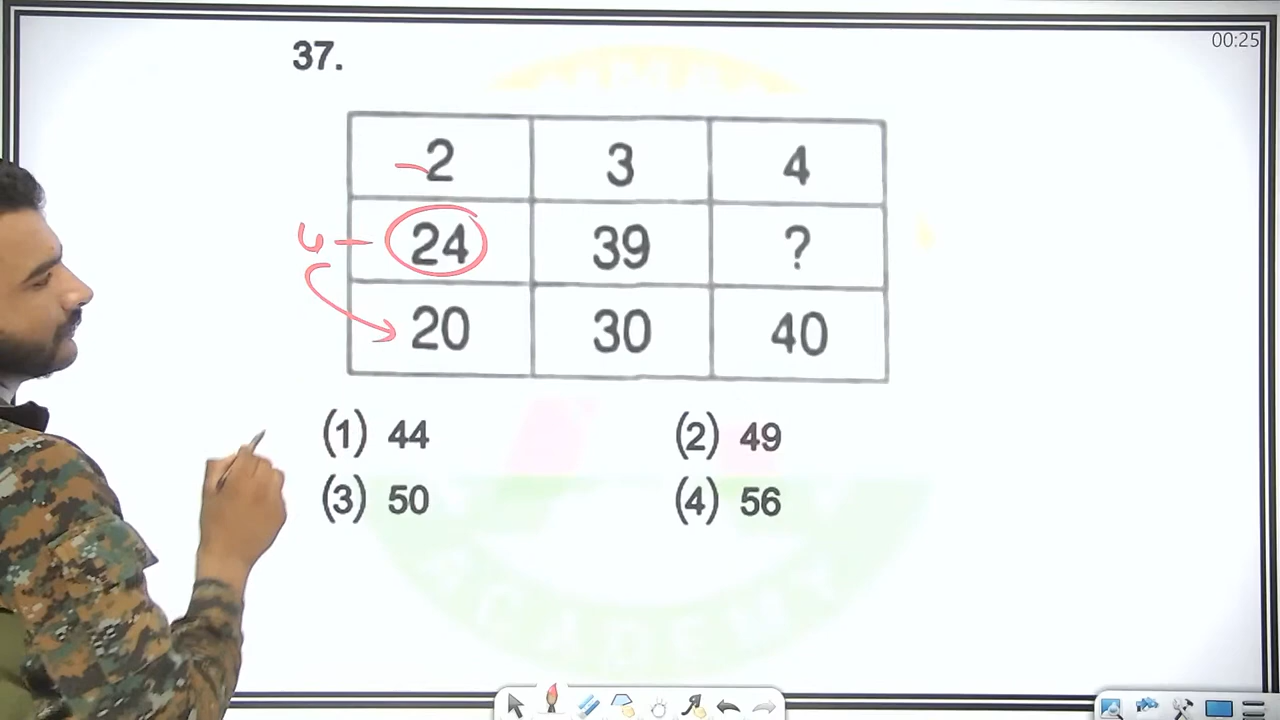 00:25
37.
2 3 4
24 39 ?
20 30 40
(1) 44 (2) 49
(3) 50 (4) 56